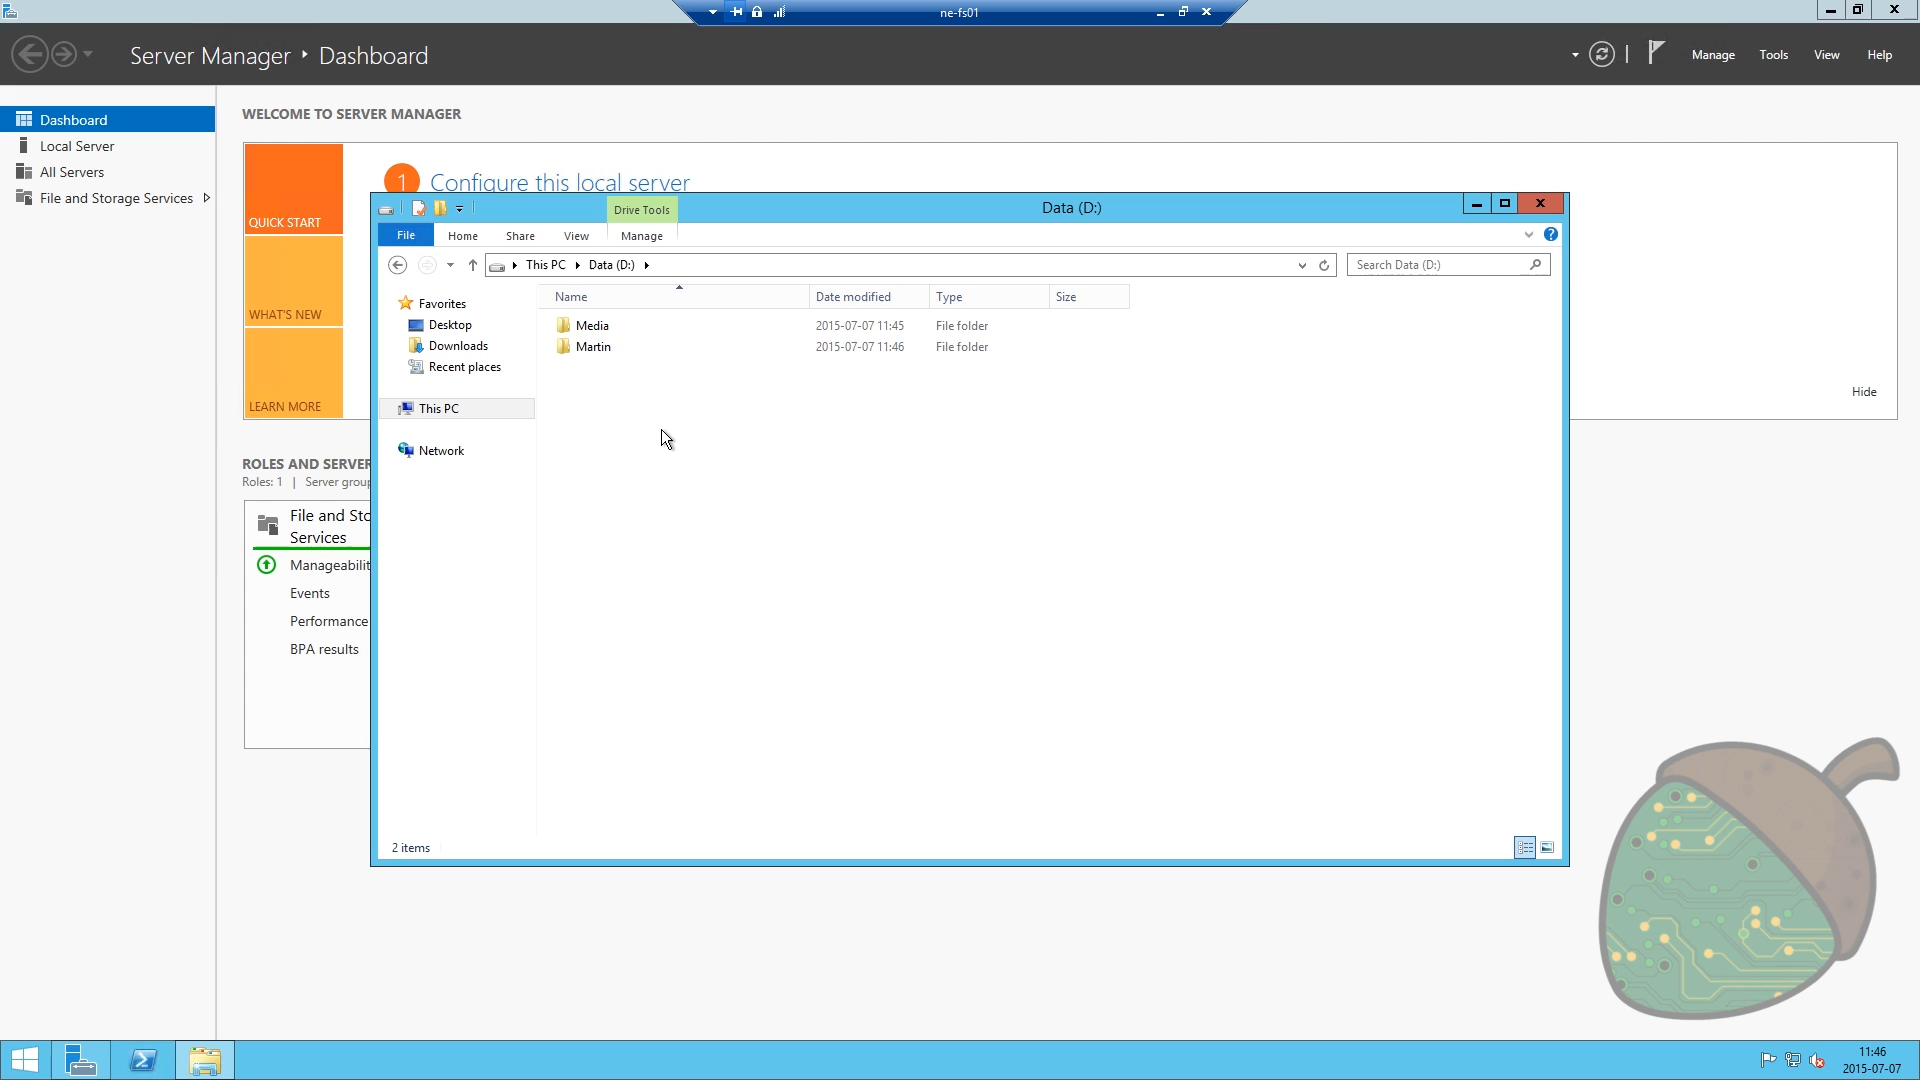 ne-fs01
Server Manager
Dashboard
Manage
Tools
View
Help
Dashboard
Local Server
All Servers
File and Storage Services
WELCOME TO SERVER MANAGER
QUICK START
WHAT'S NEW
LEARN MORE
1
Configure this local server
Hide
ROLES AND SERVER
Roles: 1 | Server group
File and Sto
Services
Manageabilit
Events
Performance
BPA results
Drive Tools
Data (D:)
File
Home
Share
View
Manage
This PC
Data (D:)
Search Data (D:)
Favorites
Desktop
Downloads
Recent places
This PC
Network
Name
Date modified
Type
Size
Media
2015-07-07 11:45
File folder
Martin
2015-07-07 11:46
File folder
2 items
11:46
2015-07-07